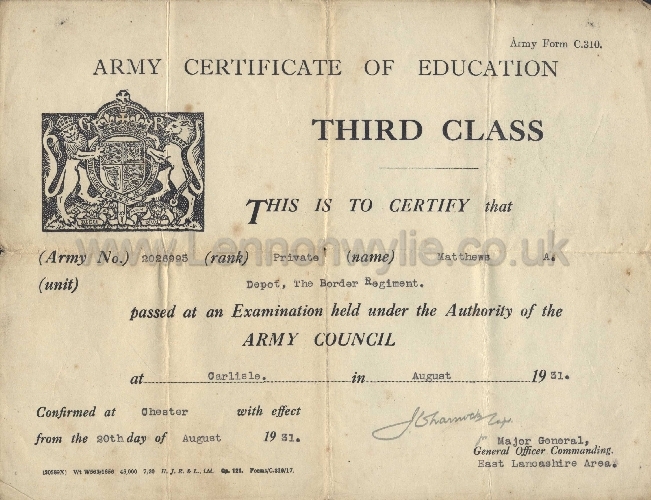 Army Form C.310.
ARMY CERTIFICATE OF EDUCATION
THIRD CLASS
THIS IS TO CERTIFY that
www.Lennonwylie.co.uk
(Army No.) 2026993 (rank) Private (name) Matthews A.
(unit) Depot, The Border Regiment.
passed at an Examination held under the Authority of the
ARMY COUNCIL
at Carlisle. in August 1931.
Confirmed at Chester with effect
from the 20th day of August 1931.
Major General,
General Officer Commanding.
East Lancashire Area.